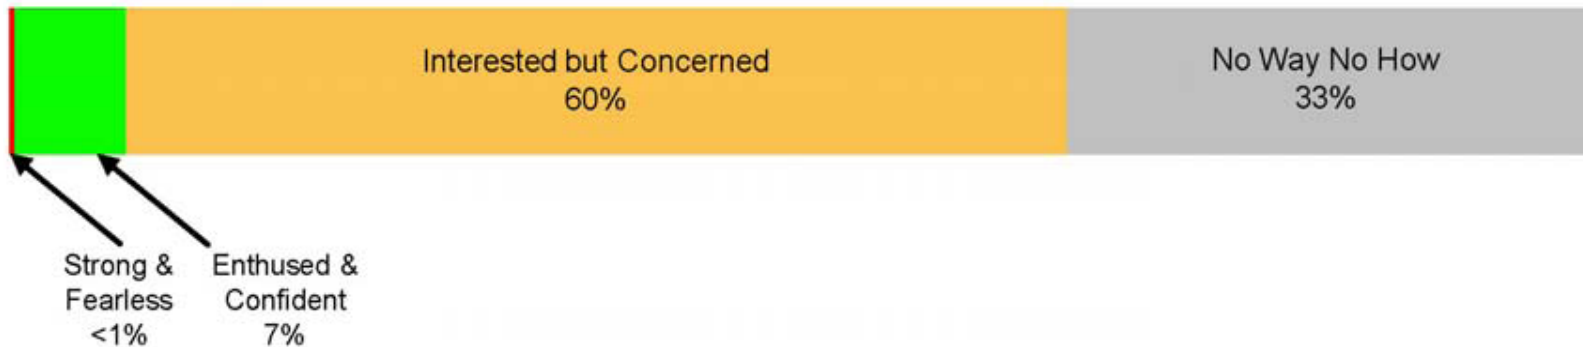 Interested but Concerned
60%
No Way No How
33%
Strong &
Fearless
<1%
Enthused &
Confident
7%